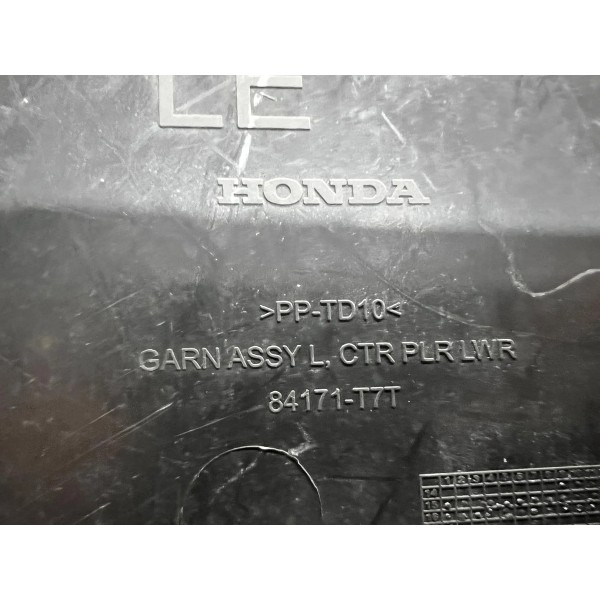 LE
HONDA
>PP-TD10<
GARN ASSY L, CTR PLR LWR
84171-T7T